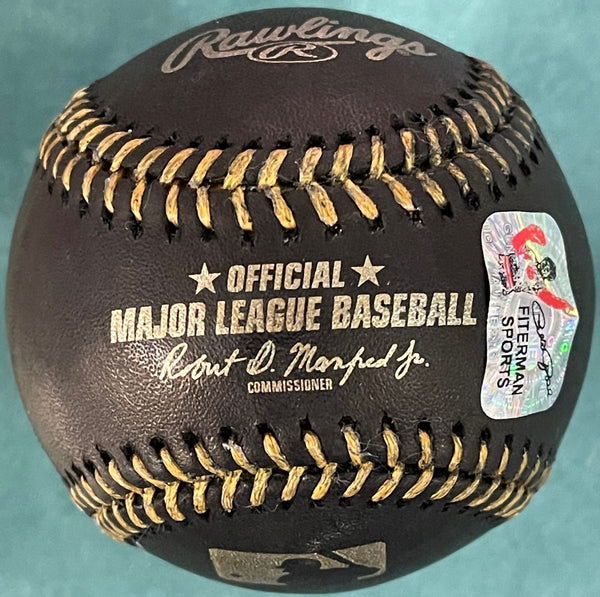 Rawlings
R
OFFICIAL
MAJOR LEAGUE BASEBALL
Robert D. Manfred Jr.
COMMISSIONER
FITERMAN
SPORTS